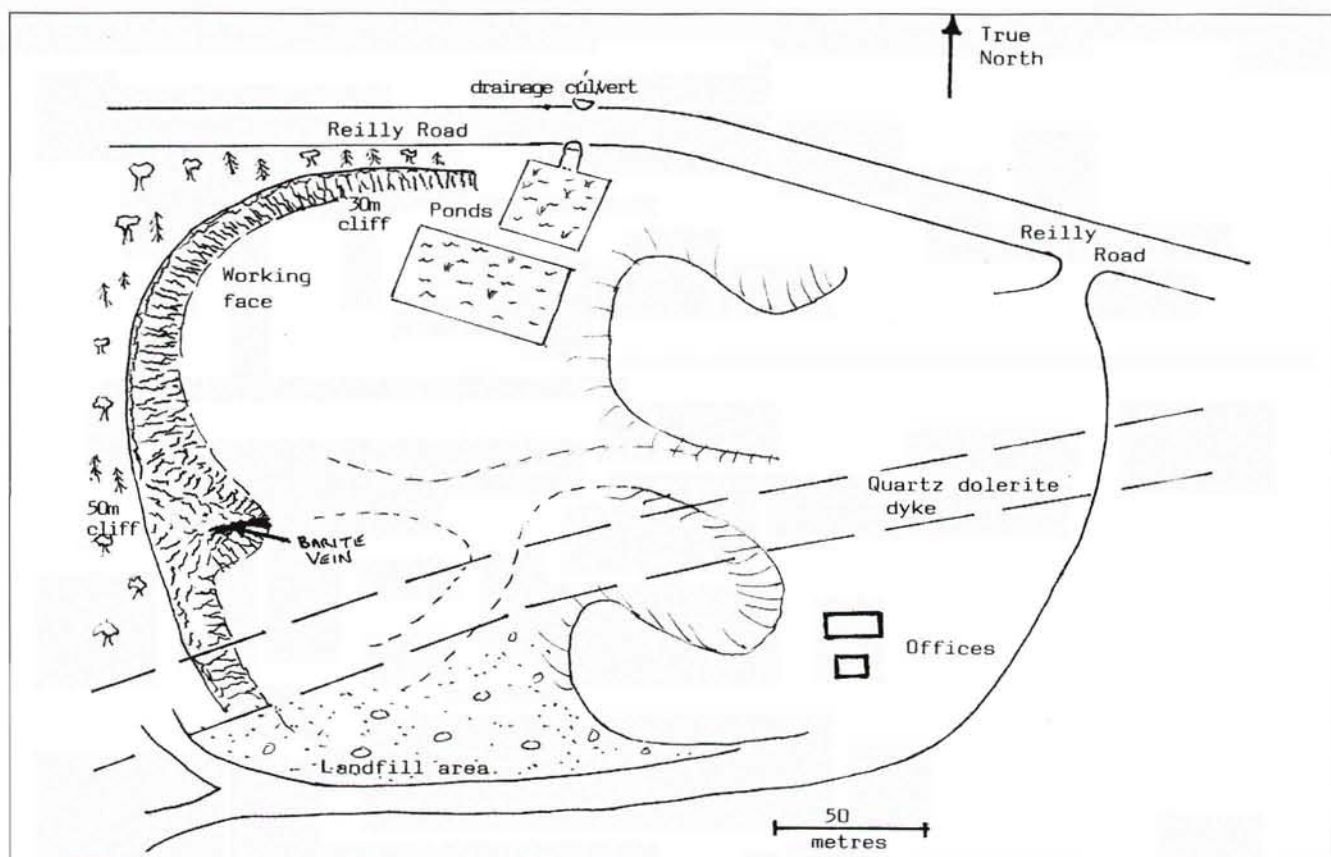 True
North
drainage culvert
Reilly Road
30m
cliff
Ponds
Reilly
Road
Working
face
Quartz dolerite
dyke
50m
cliff
BARITE
VEIN
Offices
Landfill area
50
metres